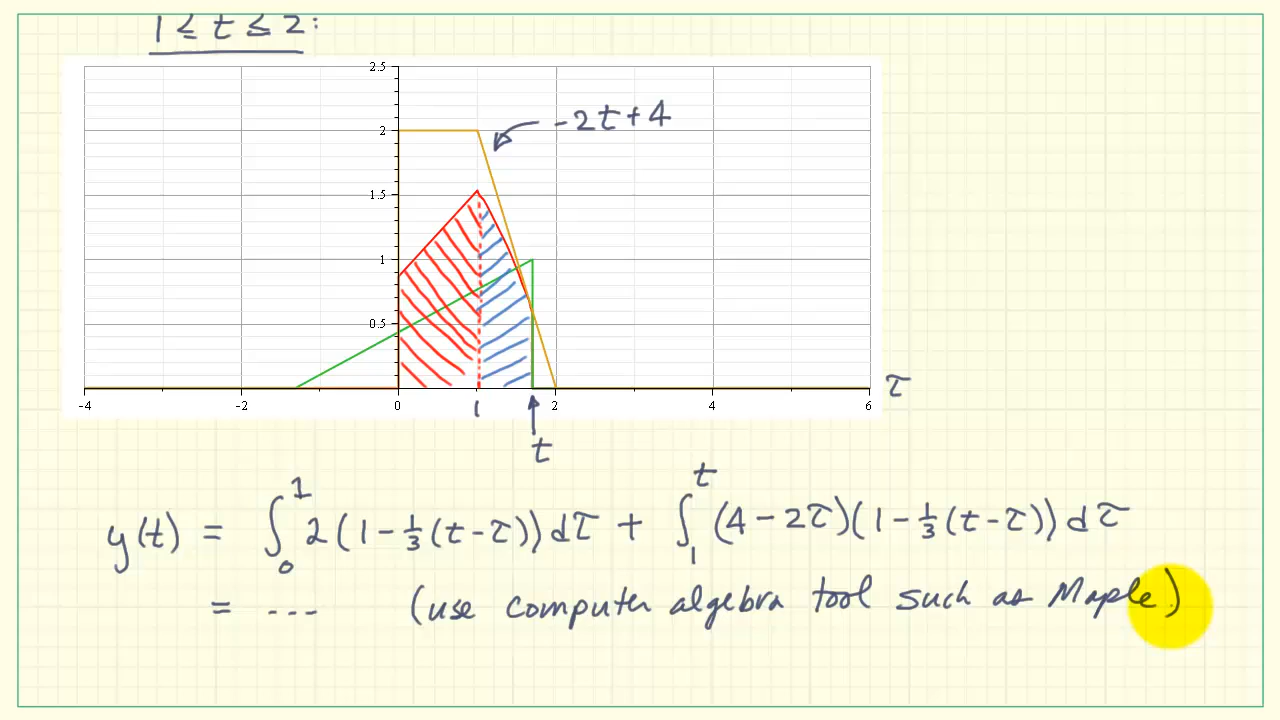 1 ≤ t ≤ 2:
2.5
-2t+4
2
1.5
1
0.5
τ
-4 -2 0 1 2 4 6
t
y(t) = ∫₀¹ 2(1-⅓(t-τ))dτ + ∫₁ᵗ (4-2τ)(1-⅓(t-τ))dτ
= --- (use computer algebra tool such as Maple.)